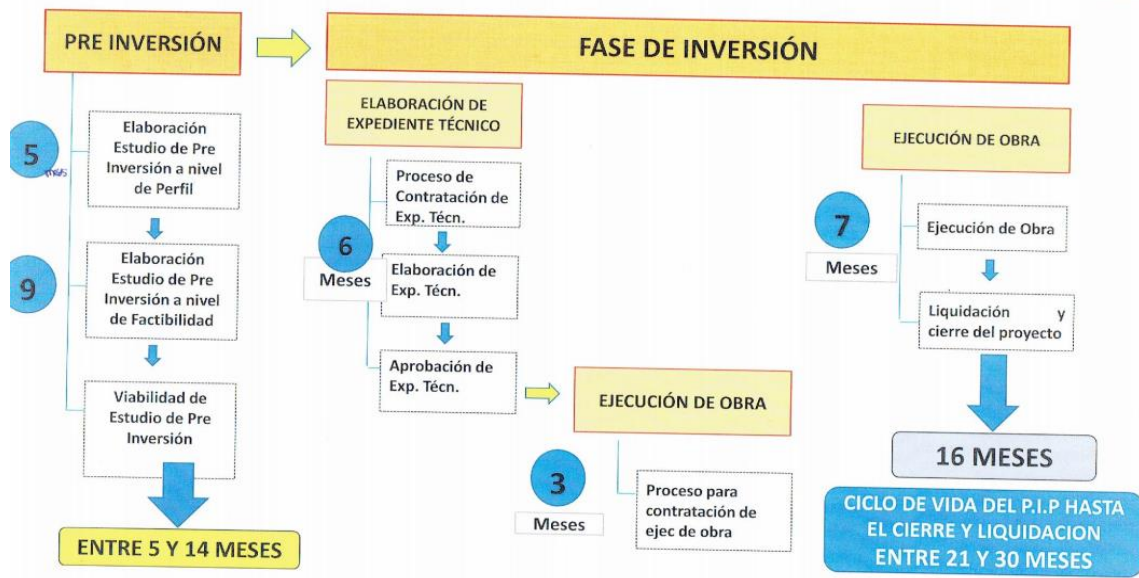 PRE INVERSIÓN
FASE DE INVERSIÓN
5
meses
Elaboración
Estudio de Pre
Inversión a nivel
de Perfil
9
Elaboración
Estudio de Pre
Inversión a nivel
de Factibilidad
Viabilidad de
Estudio de Pre
Inversión
ENTRE 5 Y 14 MESES
ELABORACIÓN DE
EXPEDIENTE TÉCNICO
Proceso de
Contratación de
Exp. Técn.
6
Meses
Elaboración de
Exp. Técn.
Aprobación de
Exp. Técn.
EJECUCIÓN DE OBRA
3
Meses
Proceso para
contratación de
ejec de obra
EJECUCIÓN DE OBRA
7
Meses
Ejecución de Obra
Liquidación y
cierre del proyecto
16 MESES
CICLO DE VIDA DEL P.I.P HASTA
EL CIERRE Y LIQUIDACION
ENTRE 21 Y 30 MESES